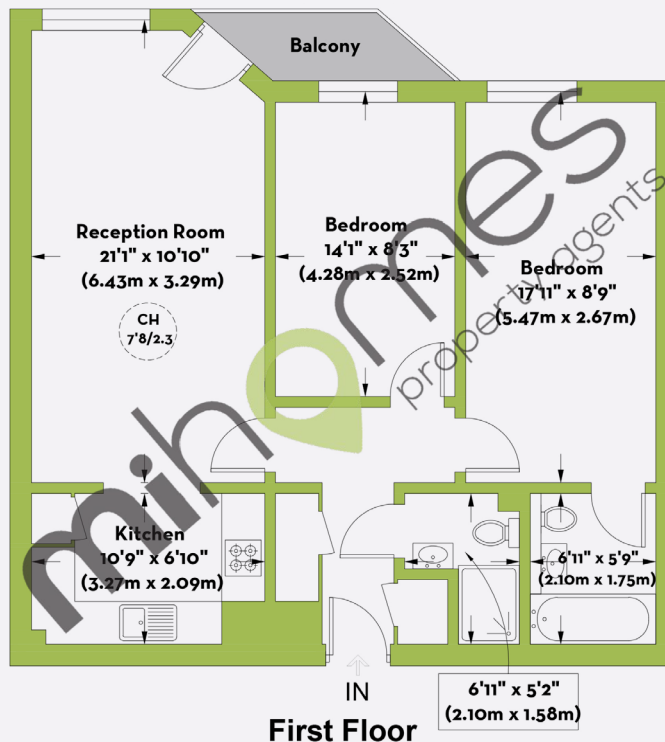 Balcony
Reception Room
21'1" x 10'10"
(6.43m x 3.29m)
CH
7'8/2.3
Bedroom
14'1" x 8'3"
(4.28m x 2.52m)
Bedroom
17'11" x 8'9"
(5.47m x 2.67m)
mihomes
property agents
Kitchen
10'9" x 6'10"
(3.27m x 2.09m)
6'11" x 5'9"
(2.10m x 1.75m)
6'11" x 5'2"
(2.10m x 1.58m)
IN
First Floor